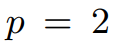 p = 2